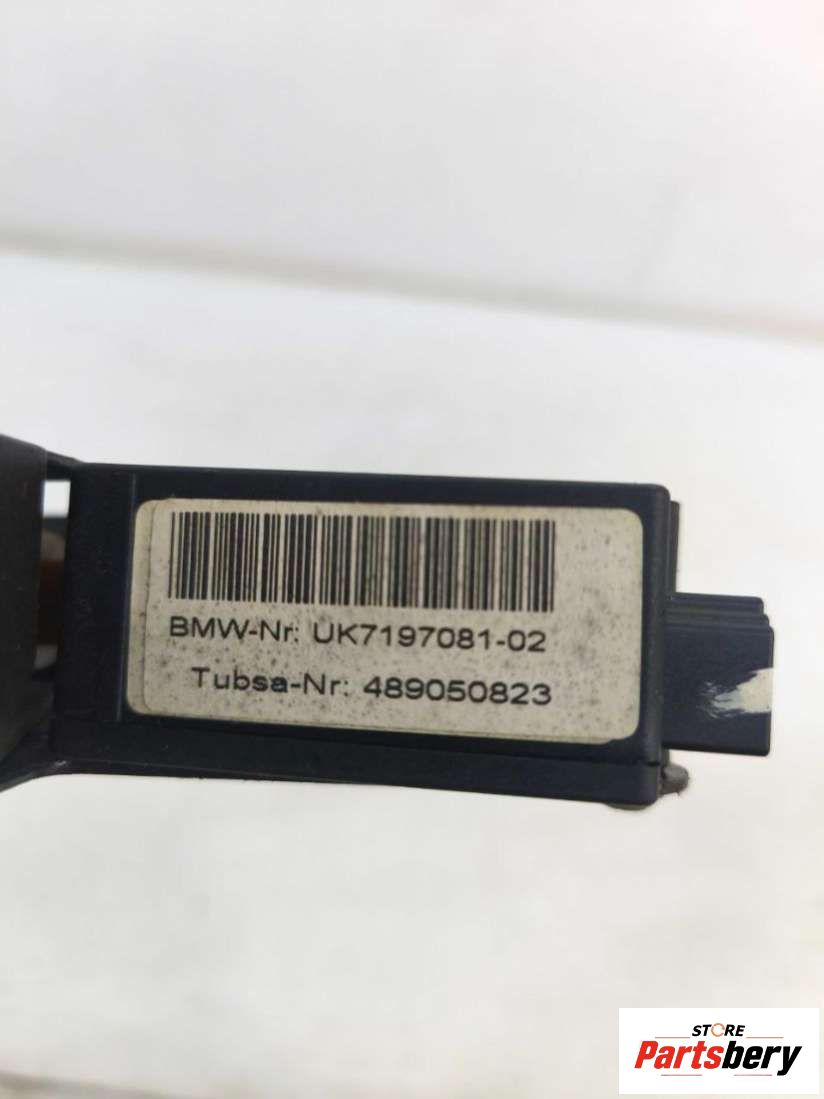 BMW-Nr: UK7197081-02
Tubsa-Nr: 489050823
STORE
Partsbery